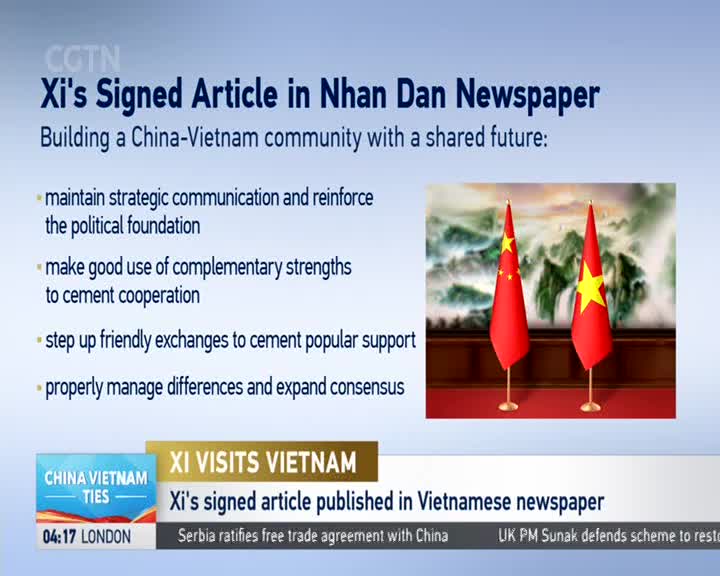 CGTN
Xi's Signed Article in Nhan Dan Newspaper
Building a China-Vietnam community with a shared future:
maintain strategic communication and reinforce
the political foundation
make good use of complementary strengths
to cement cooperation
step up friendly exchanges to cement popular support
properly manage differences and expand consensus
XI VISITS VIETNAM
CHINA VIETNAM
TIES
Xi's signed article published in Vietnamese newspaper
04:17 LONDON
Serbia ratifies free trade agreement with China
UK PM Sunak defends scheme to resto